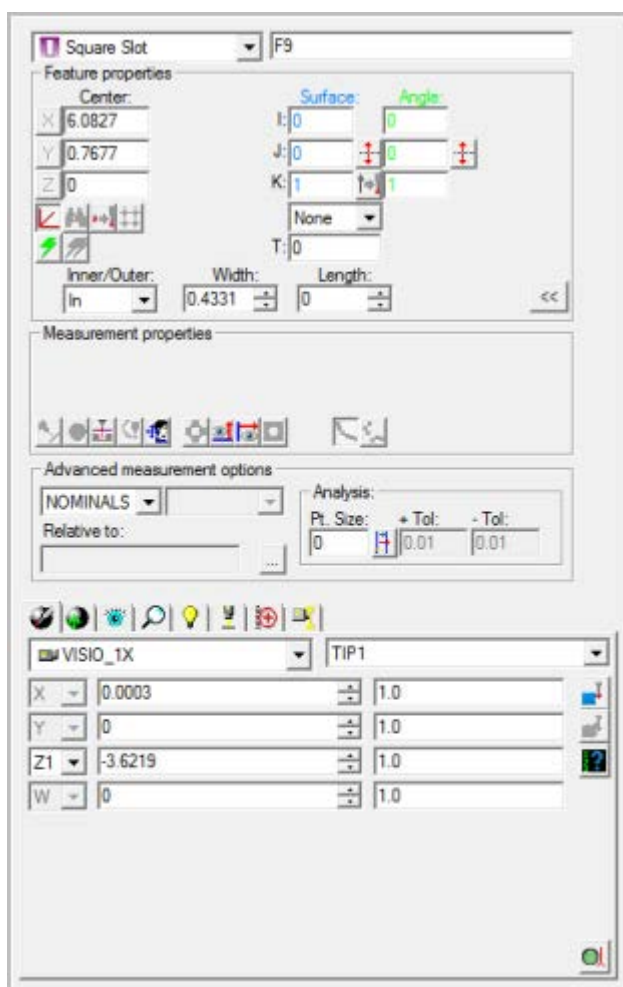 Square Slot F9
Feature properties
Center: Surface: Angle:
X 6.0827 I: 0 0
Y 0.7677 J: 0 0
Z 0 K: 1 1
None
T: 0
Inner/Outer: Width: Length:
In 0.4331 0 <<
Measurement properties
Advanced measurement options
NOMINALS
Analysis:
Pt. Size: + Tol: - Tol:
Relative to:
0 0.01 0.01
...
VISIO_1X TIP1
X 0.0003 1.0
Y 0 1.0
Z1 -3.6219 1.0
W 0 1.0